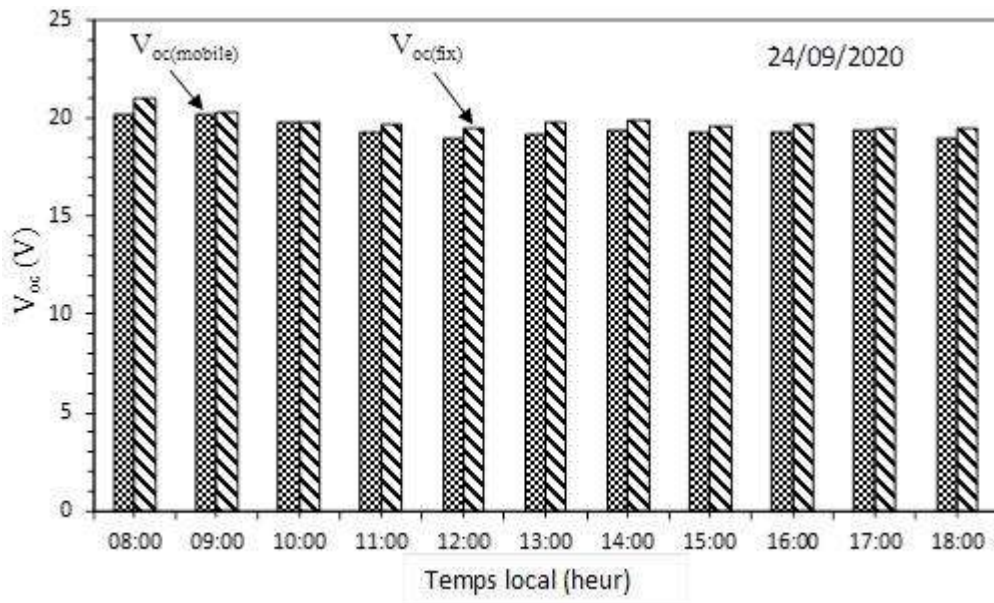 25
V_oc(mobile)
V_oc(fix)
24/09/2020
20
15
10
5
0
V_oc (V)
08:00 09:00 10:00 11:00 12:00 13:00 14:00 15:00 16:00 17:00 18:00
Temps local (heur)